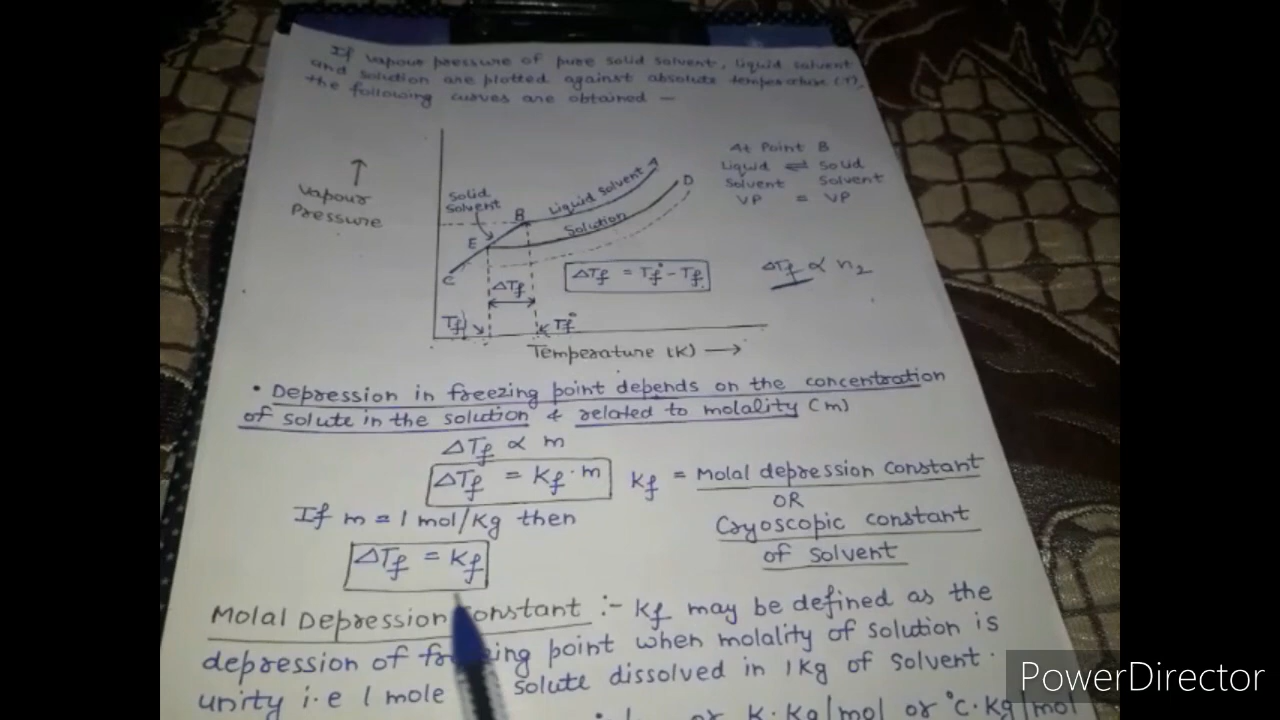 If vapour pressure of pure solid solvent, liquid solvent
and solution are plotted against absolute temperature (T),
the following curves are obtained —
Vapour
Pressure
Solid
Solvent
B
Liquid Solvent
A
D
Solution
E
C
ΔTf = Tf° - Tf
ΔTf
Tf
Tf°
Temperature (K) →
At Point B
Liquid ⇌ Solid
Solvent Solvent
VP = VP
ΔTf ∝ n2
• Depression in freezing point depends on the concentration
of solute in the solution & related to molality (m)
ΔTf ∝ m
ΔTf = Kf · m
Kf = Molal depression Constant
OR
Cryoscopic constant
of solvent
If m = 1 mol/Kg then
ΔTf = Kf
Molal Depression Constant :- Kf may be defined as the
depression of freezing point when molality of solution is
unity i.e 1 mole solute dissolved in 1Kg of solvent.
or K·Kg/mol or °C·Kg/mol
PowerDirector